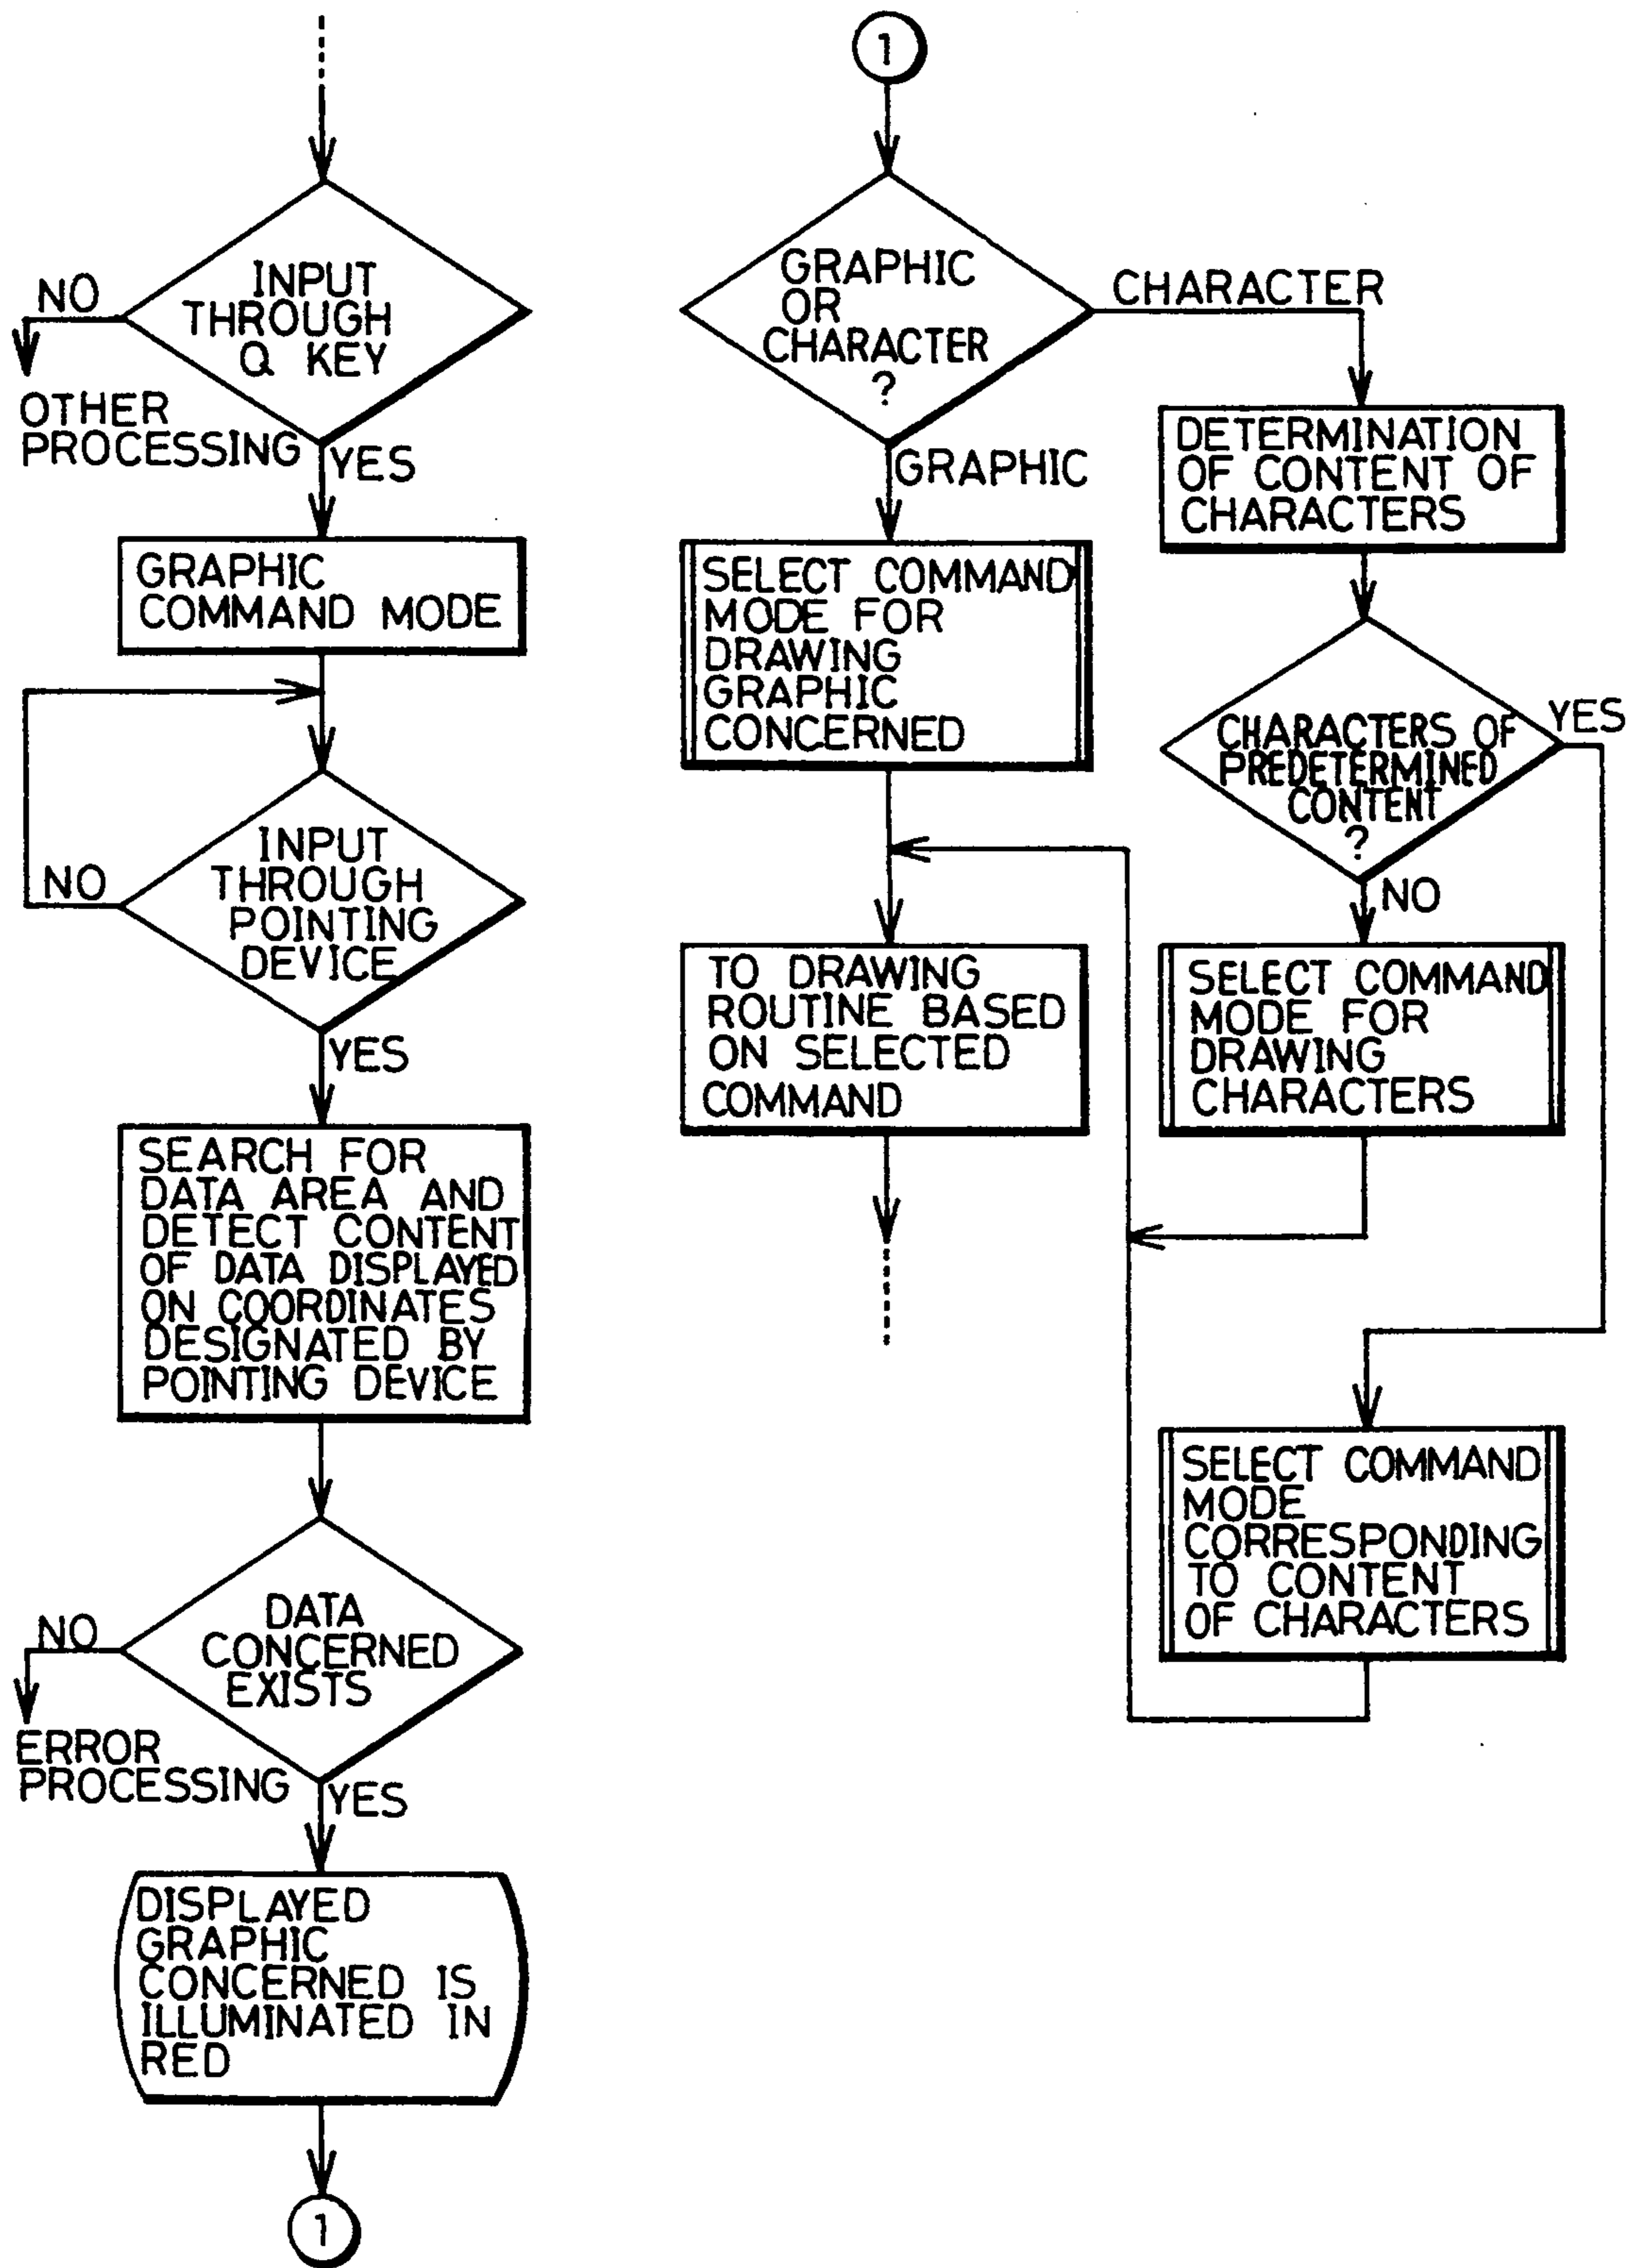 INPUT
THROUGH
Q KEY
NO
OTHER
PROCESSING
YES
GRAPHIC
COMMAND MODE
INPUT
THROUGH
POINTING
DEVICE
NO
YES
SEARCH FOR
DATA AREA AND
DETECT CONTENT
OF DATA DISPLAYED
ON COORDINATES
DESIGNATED BY
POINTING DEVICE
DATA
CONCERNED
EXISTS
NO
ERROR
PROCESSING
YES
DISPLAYED
GRAPHIC
CONCERNED IS
ILLUMINATED IN
RED
1
1
GRAPHIC
OR
CHARACTER
?
CHARACTER
GRAPHIC
SELECT COMMAND
MODE FOR
DRAWING
GRAPHIC
CONCERNED
TO DRAWING
ROUTINE BASED
ON SELECTED
COMMAND
DETERMINATION
OF CONTENT OF
CHARACTERS
CHARACTERS OF
PREDETERMINED
CONTENT
?
YES
NO
SELECT COMMAND
MODE FOR
DRAWING
CHARACTERS
SELECT COMMAND
MODE
CORRESPONDING
TO CONTENT
OF CHARACTERS